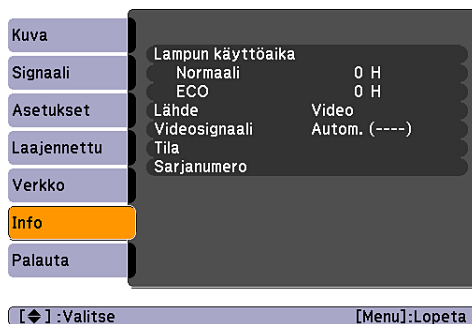 Kuva
Signaali
Asetukset
Laajennettu
Verkko
Info
Palauta
Lampun käyttöaika
Normaali 0 H
ECO 0 H
Lähde Video
Videosignaali Autom. (----)
Tila
Sarjanumero
[◆] :Valitse [Menu]:Lopeta